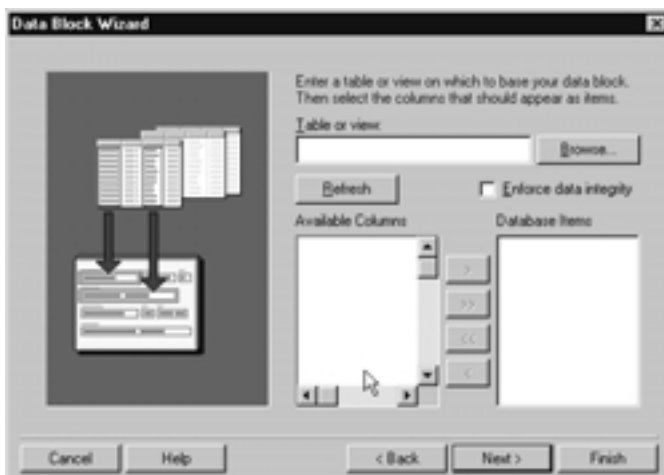 Data Block Wizard
Enter a table or view on which to base your data block.
Then select the columns that should appear as items.
Table or view:
Browse...
Refresh
Enforce data integrity
Available Columns
Database Items
>
>>
<<
<
Cancel
Help
< Back
Next >
Finish